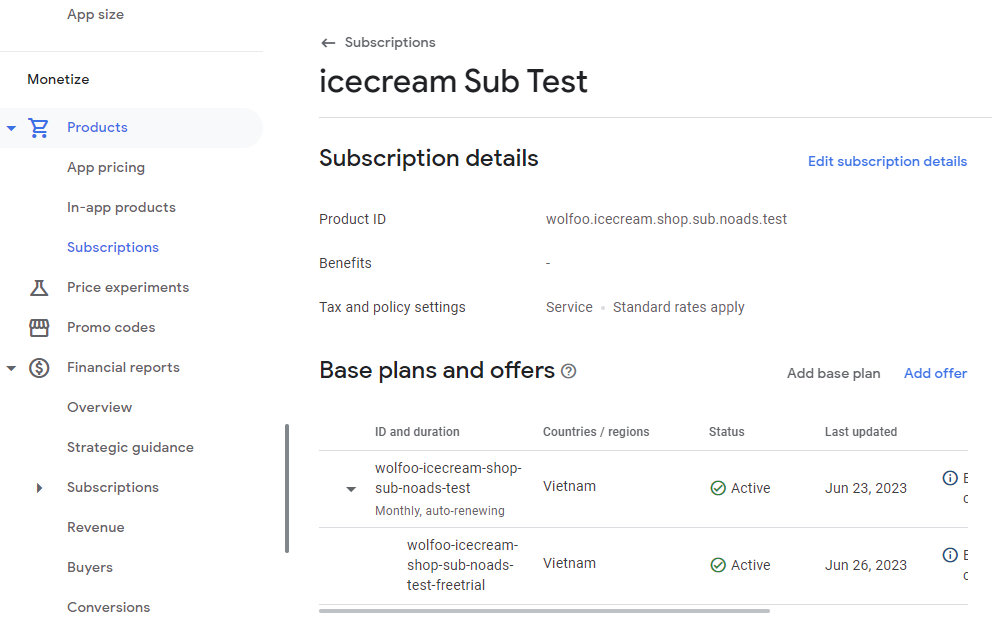 App size
Monetize
Products
App pricing
In-app products
Subscriptions
Price experiments
Promo codes
Financial reports
Overview
Strategic guidance
Subscriptions
Revenue
Buyers
Conversions
Subscriptions
icecream Sub Test
Subscription details
Edit subscription details
Product ID
wolfoo.icecream.shop.sub.noads.test
Benefits
-
Tax and policy settings
Service • Standard rates apply
Base plans and offers
Add base plan
Add offer
ID and duration
Countries / regions
Status
Last updated
wolfoo-icecream-shop-
sub-noads-test
Monthly, auto-renewing
Vietnam
Active
Jun 23, 2023
wolfoo-icecream-
shop-sub-noads-
test-freetrial
Vietnam
Active
Jun 26, 2023